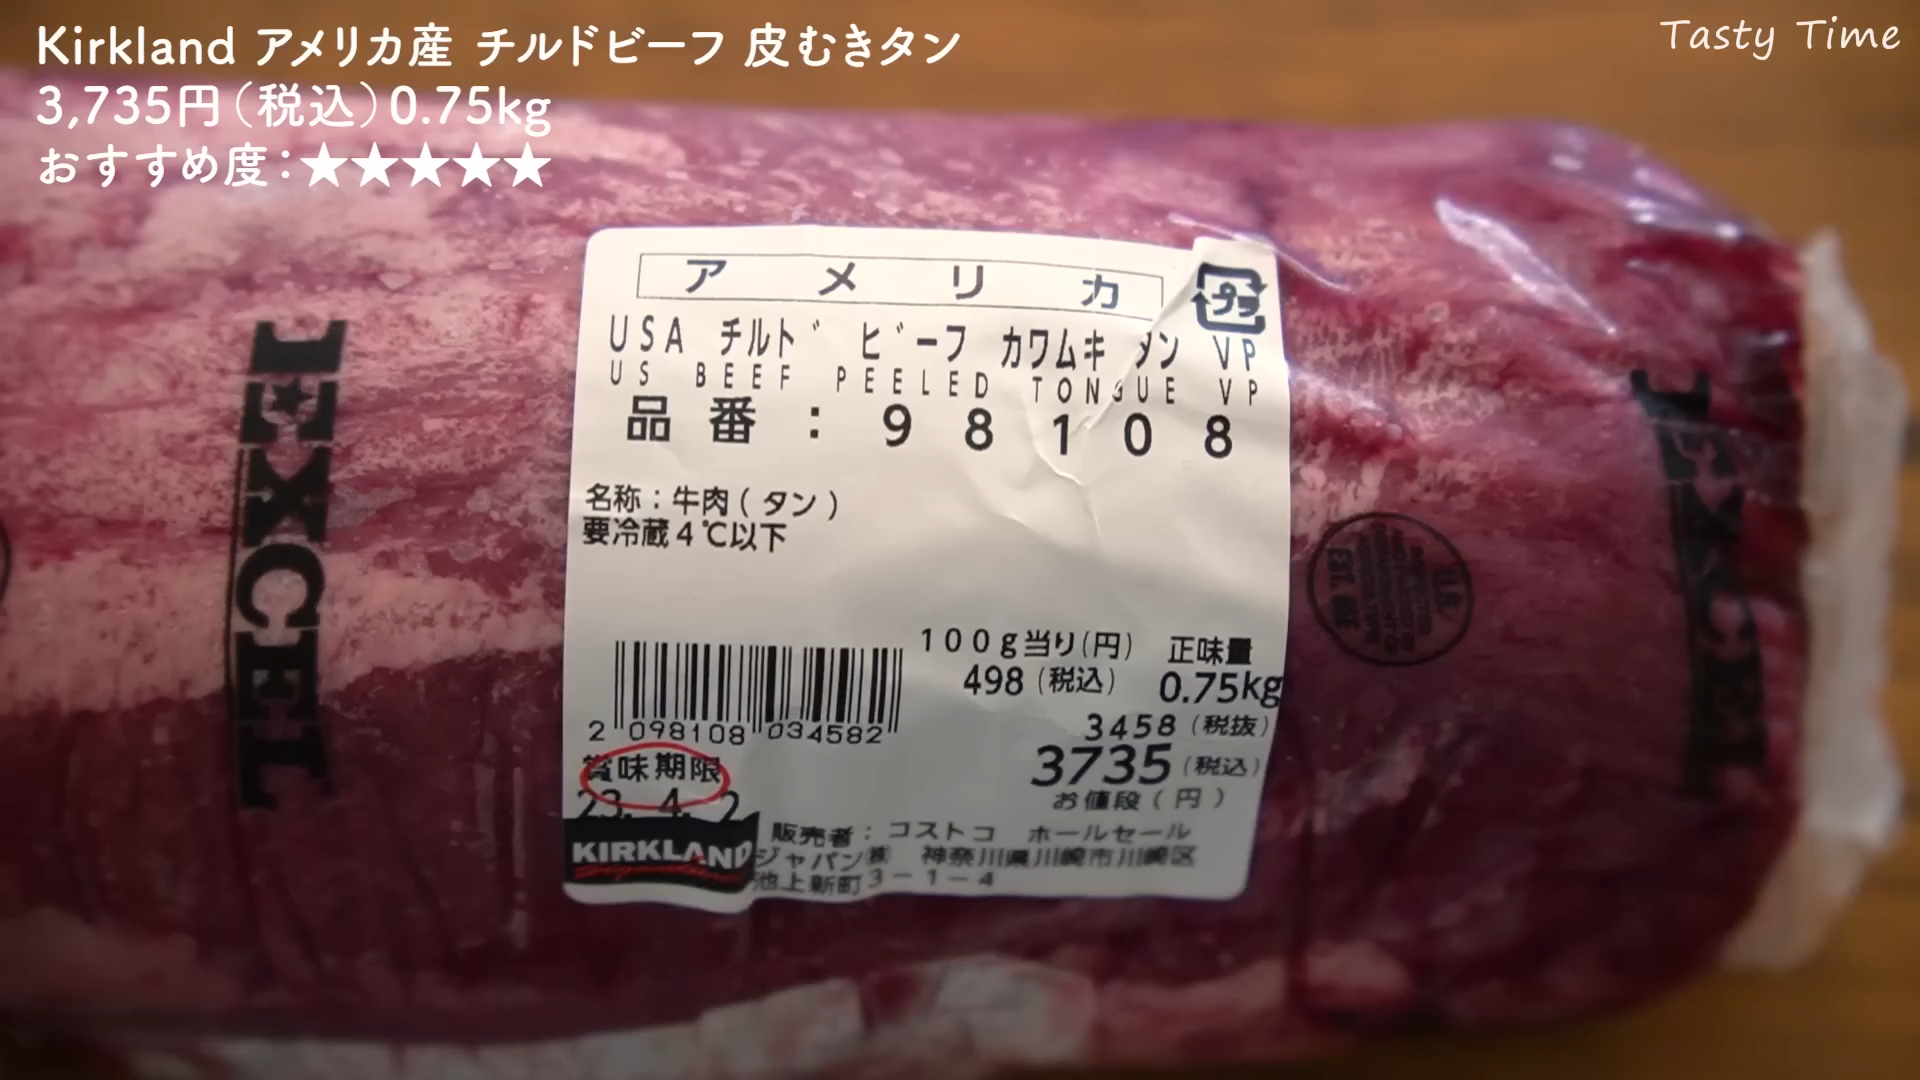 Kirkland アメリカ産 チルドビーフ 皮むきタン
3,735円(税込)0.75kg
おすすめ度:★★★★★
Tasty Time
アメリカ
プラ
USA チルド ビーフ カワムキ タン VP
US BEEF PEELED TONGUE VP
品番:98108
名称:牛肉(タン)
要冷蔵4℃以下
100g当り(円) 正味量
498(税込) 0.75kg
3458(税抜)
3735(税込)
お値段(円)
2 098108 034582
賞味期限
23. 4. 2
KIRKLAND
販売者:コストコ ホールセール
ジャパン㈱ 神奈川県川崎市川崎区
池上新町3-1-4
EXCEL
EXCEL